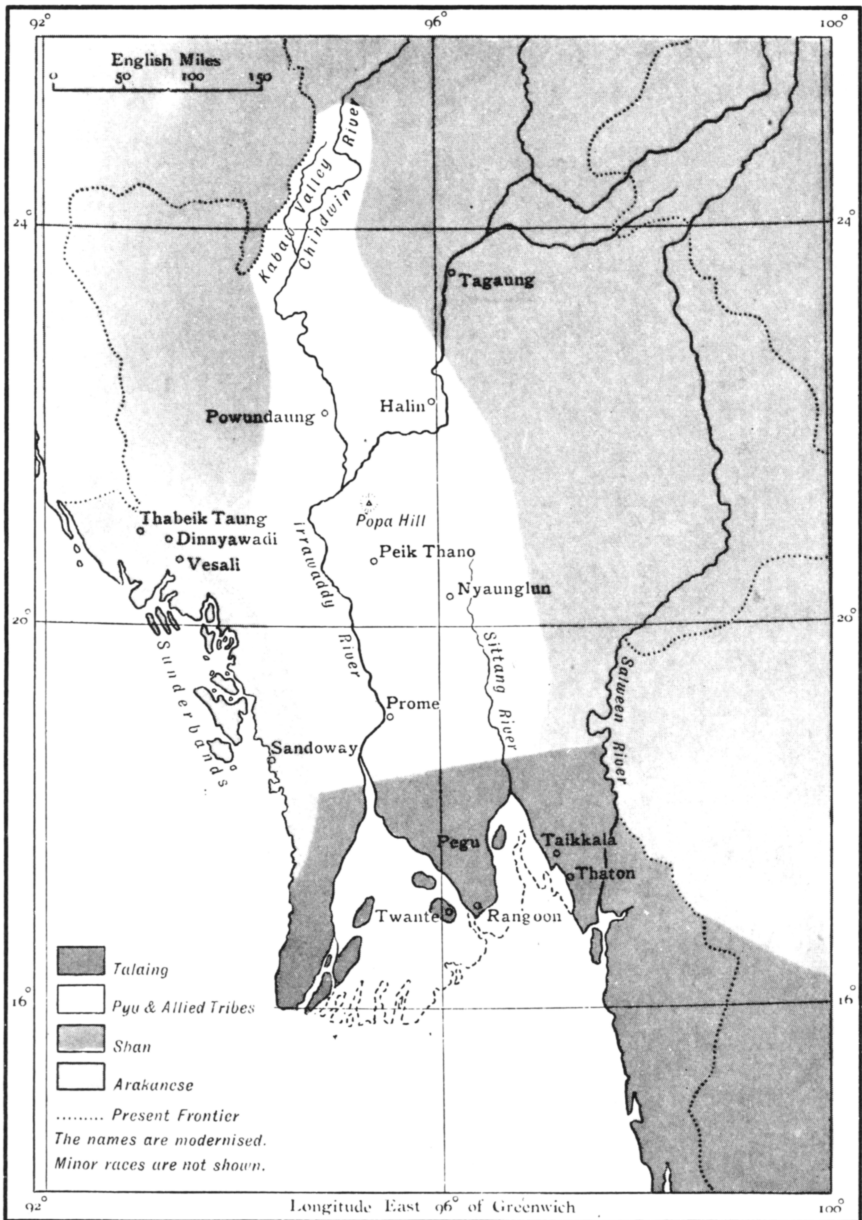 92°
96°
100°
English Miles
0 50 100 150
River
Kabaw Valley
Chindwin
24°
24°
Tagaung
Powundaung
Halin
Popa Hill
Thabeik Taung
Dinnyawadi
Vesali
irrawaddy
River
Peik Thano
Nyaunglun
20°
20°
Sittang River
Salween River
Sunderbands
Prome
Sandoway
Pegu
Taikkala
Thaton
Twante
Rangoon
Talaing
Pyu & Allied Tribes
16°
16°
Shan
Arakanese
......... Present Frontier
The names are modernised.
Minor races are not shown.
92°
Longitude East 96° of Greenwich
100°